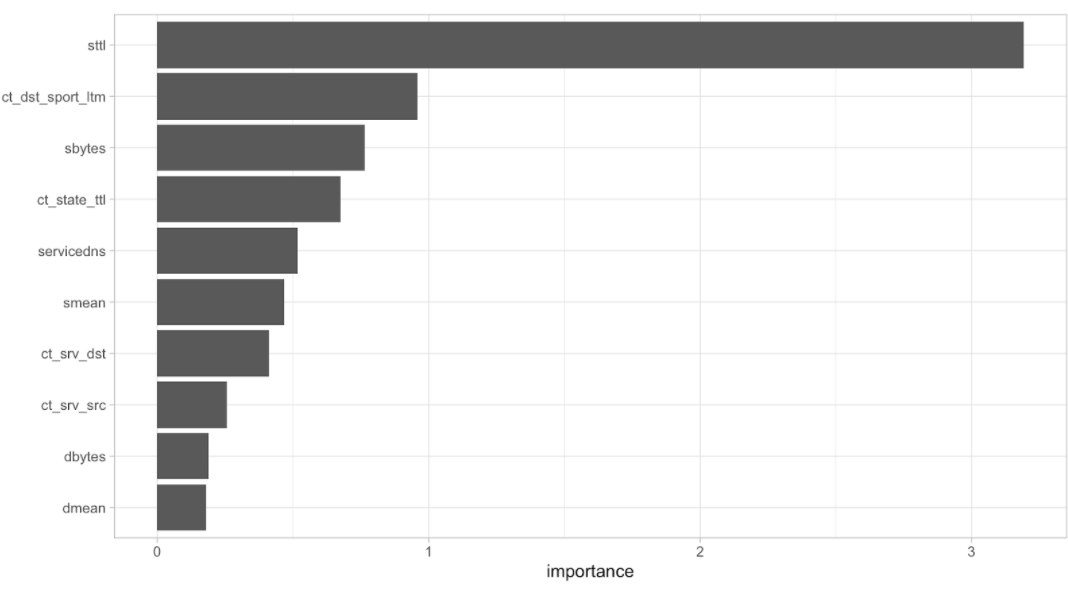 sttl
ct_dst_sport_ltm
sbytes
ct_state_ttl
servicedns
smean
ct_srv_dst
ct_srv_src
dbytes
dmean
0 1 2 3
importance